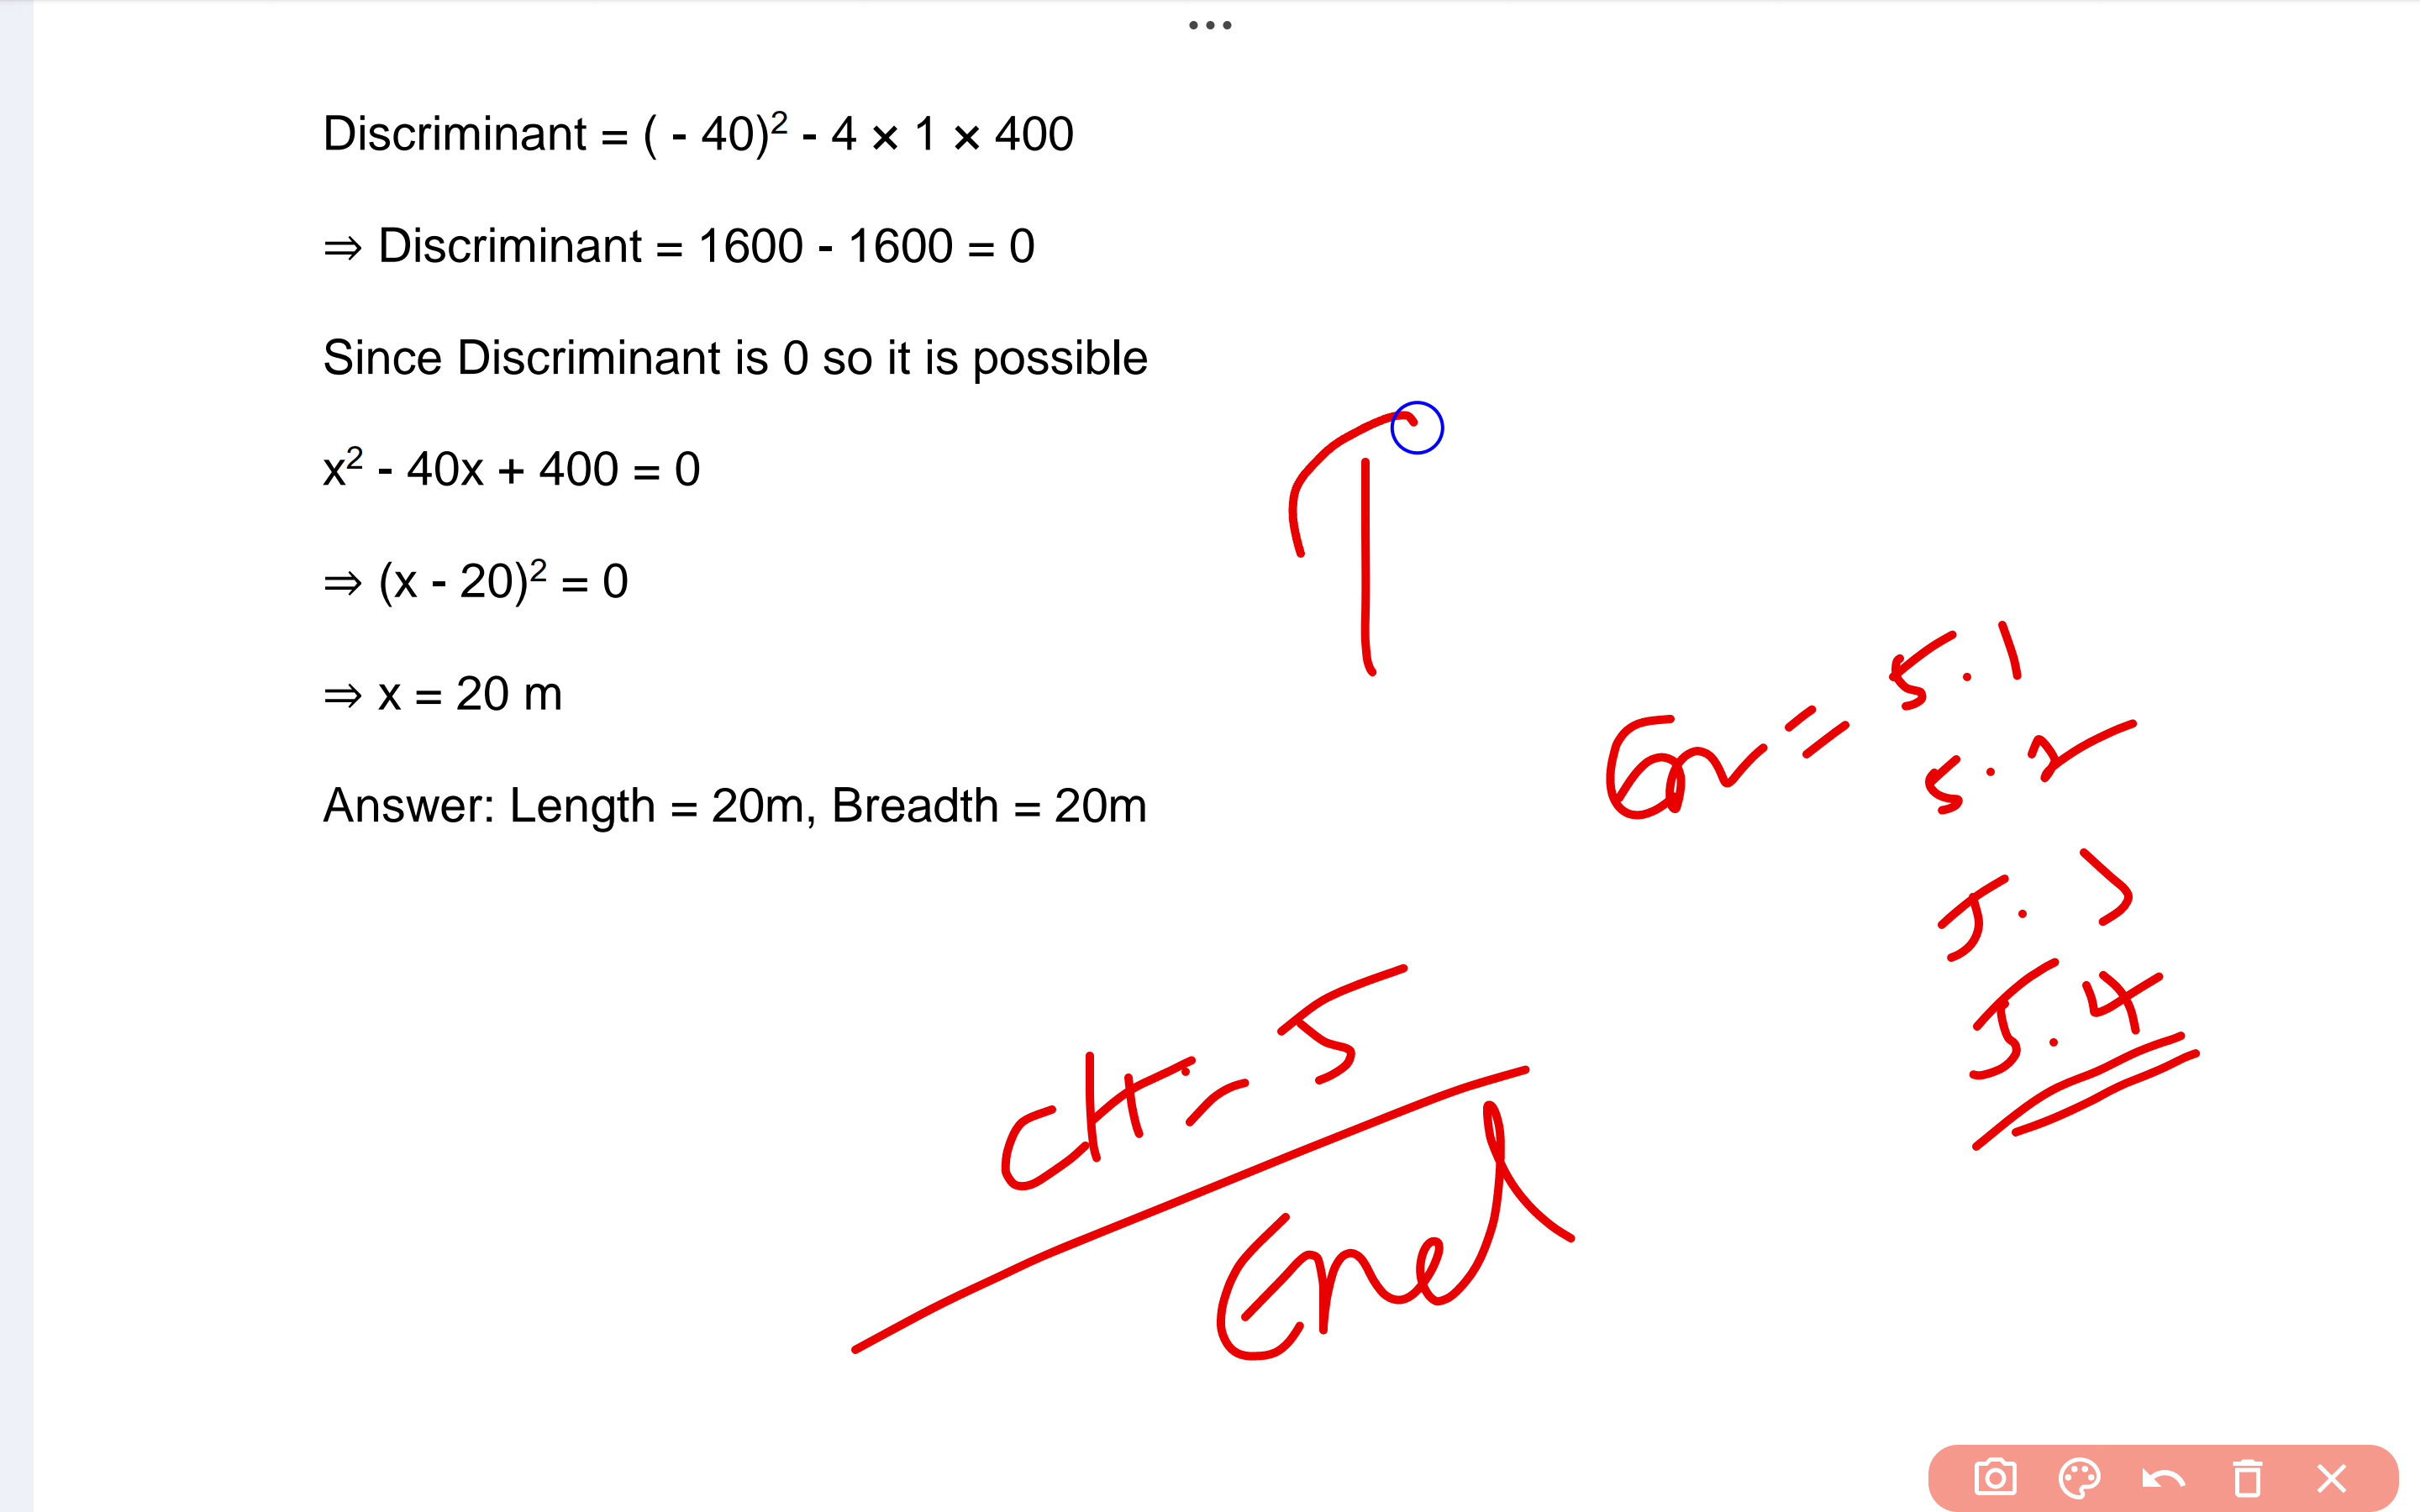 Discriminant = ( - 40)² - 4 × 1 × 400
⇒ Discriminant = 1600 - 1600 = 0
Since Discriminant is 0 so it is possible
x² - 40x + 400 = 0
⇒ (x - 20)² = 0
⇒ x = 20 m
Answer: Length = 20m, Breadth = 20m
T
Ex = 5.1
5.2
5.3
5.4
CH = 5
End